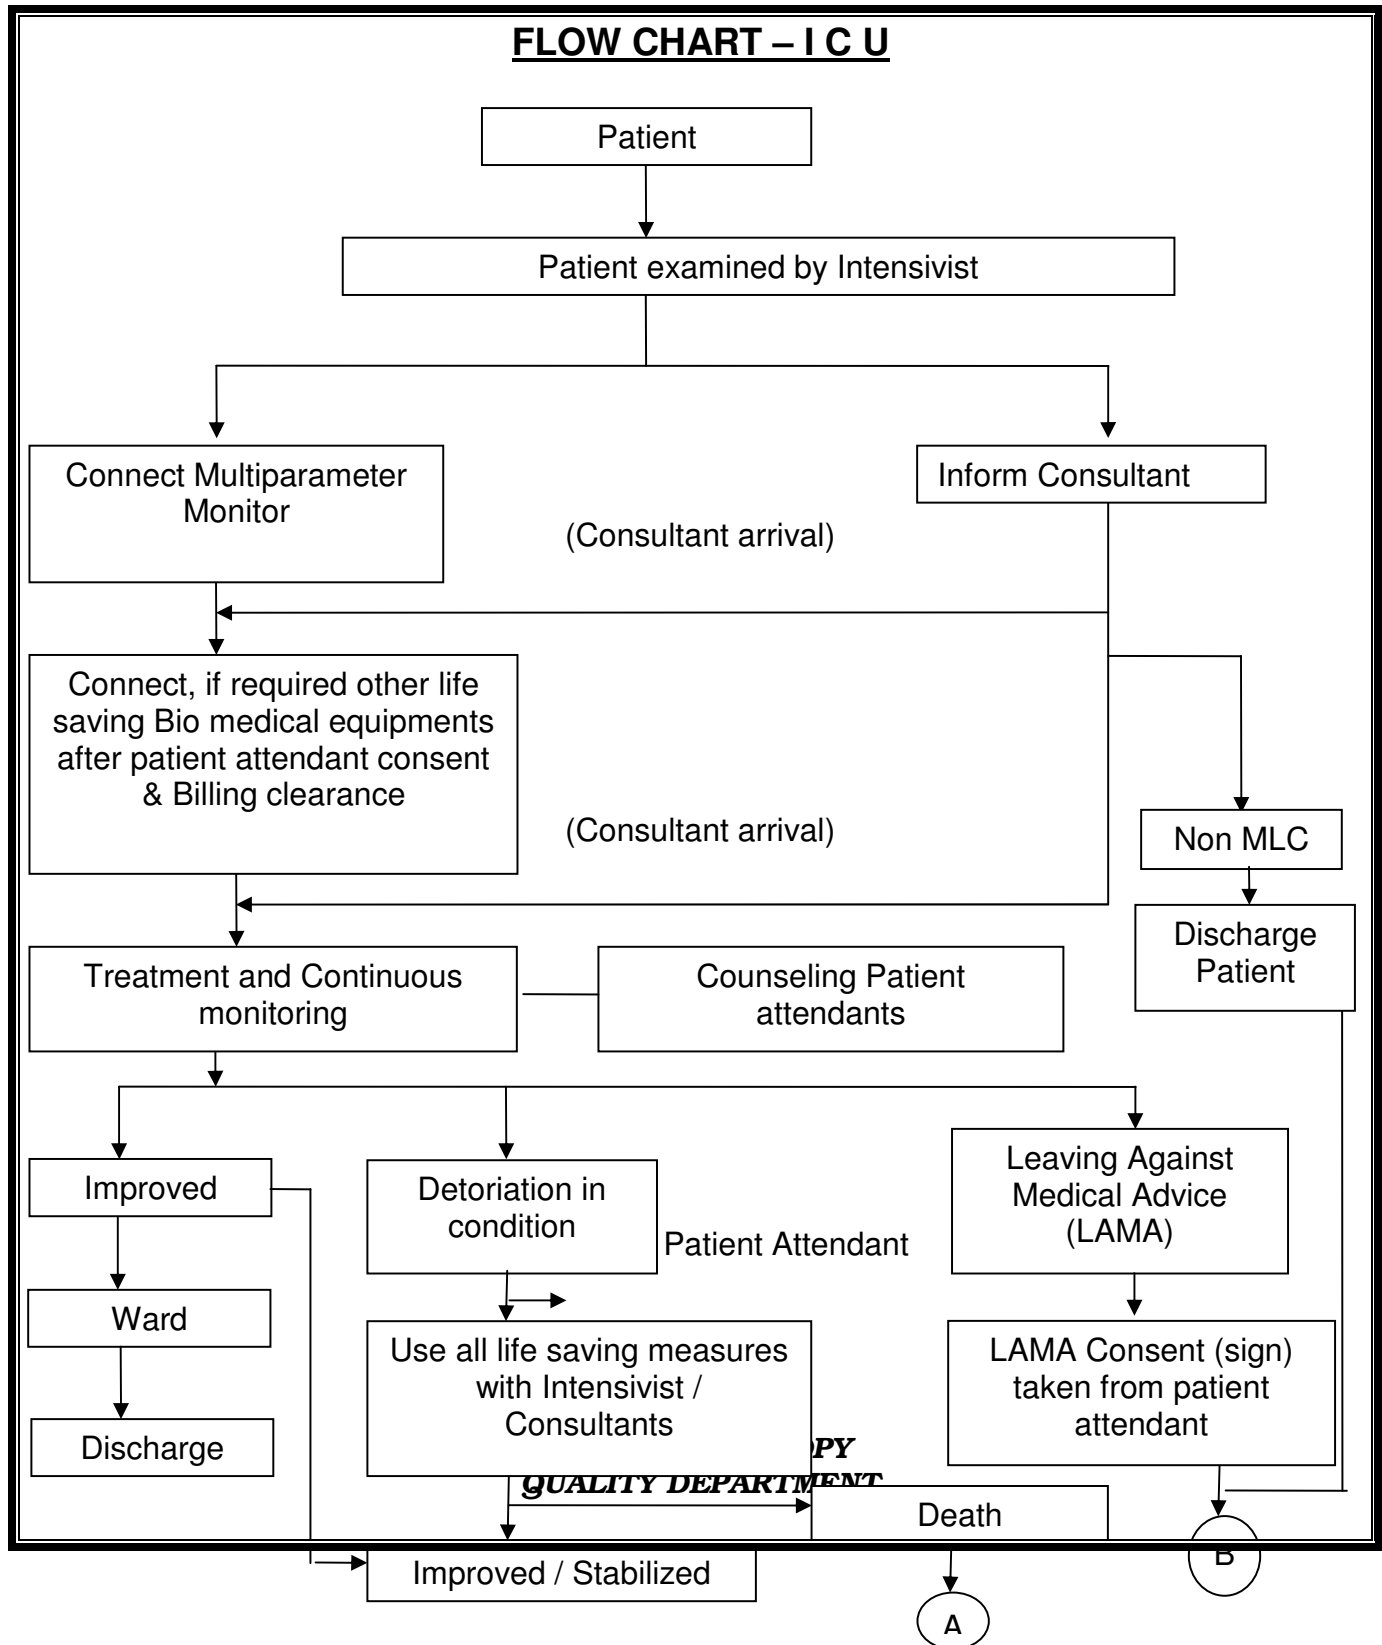 FLOW CHART – I C U
Patient
Patient examined by Intensivist
Connect Multiparameter
Monitor
Inform Consultant
(Consultant arrival)
Connect, if required other life
saving Bio medical equipments
after patient attendant consent
& Billing clearance
(Consultant arrival)
Non MLC
Discharge
Patient
Treatment and Continuous
monitoring
Counseling Patient
attendants
Improved
Detoriation in
condition
Patient Attendant
Leaving Against
Medical Advice
(LAMA)
Ward
Use all life saving measures
with Intensivist /
Consultants
LAMA Consent (sign)
taken from patient
attendant
Discharge
QUALITY DEPARTMENT
Death
B
Improved / Stabilized
A